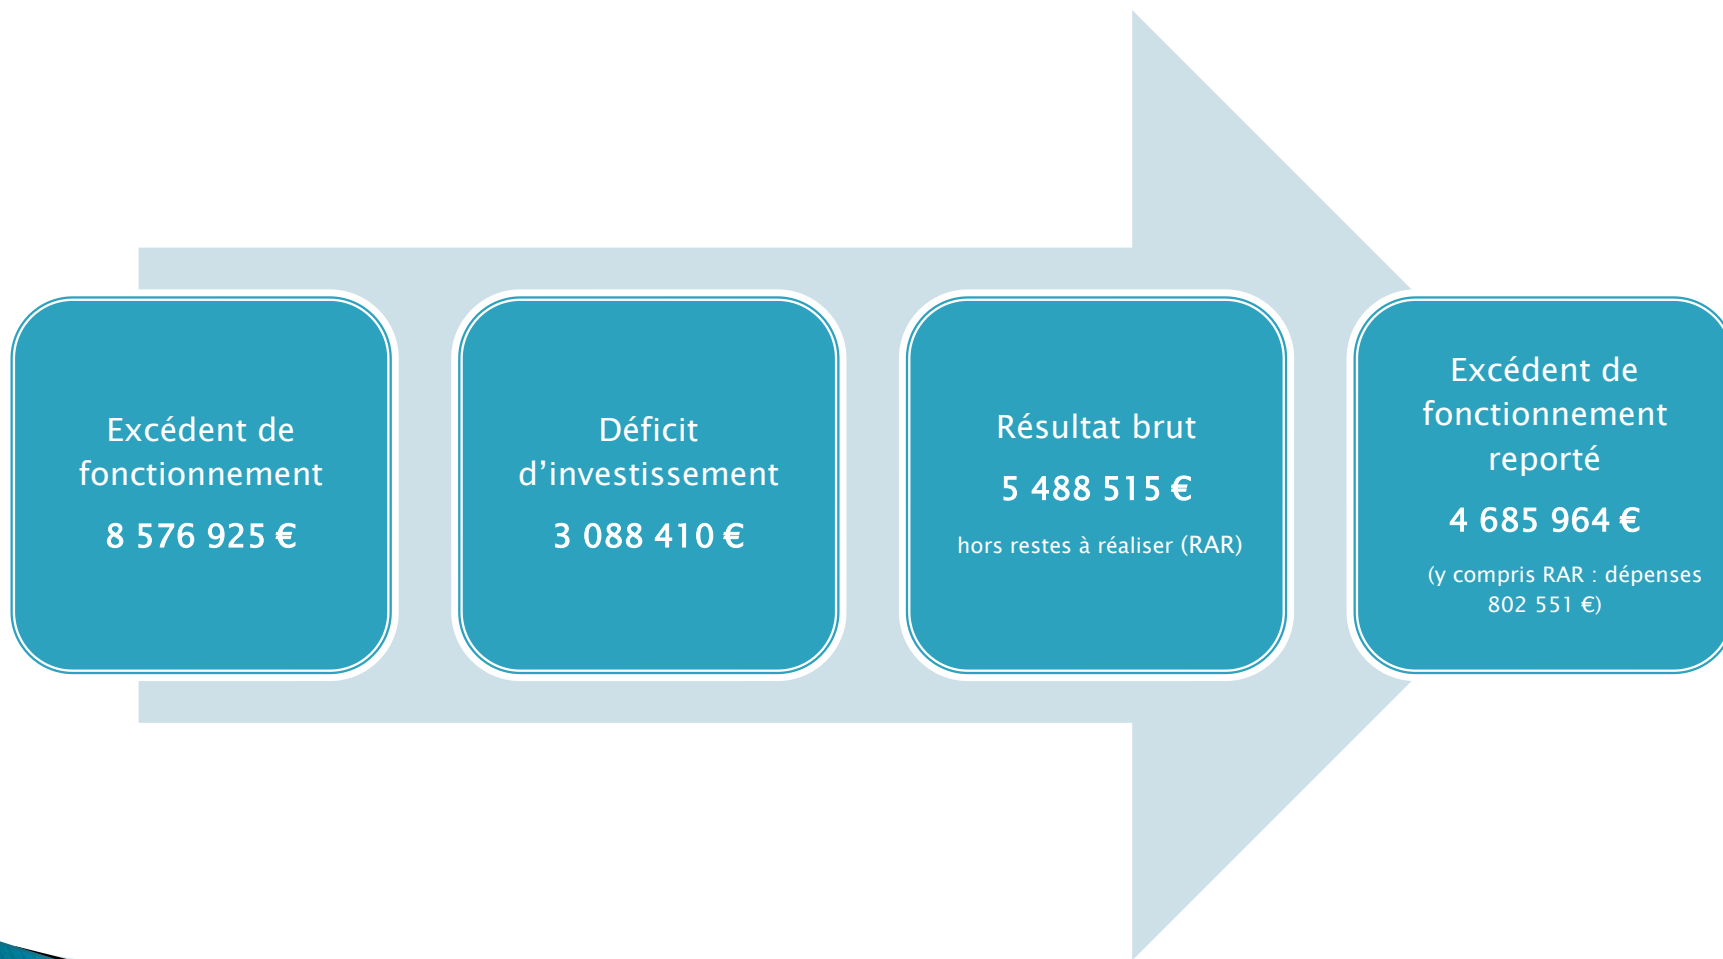 Excédent de
fonctionnement
8 576 925 €
Déficit
d’investissement
3 088 410 €
Résultat brut
5 488 515 €
hors restes à réaliser (RAR)
Excédent de
fonctionnement
reporté
4 685 964 €
(y compris RAR : dépenses
802 551 €)